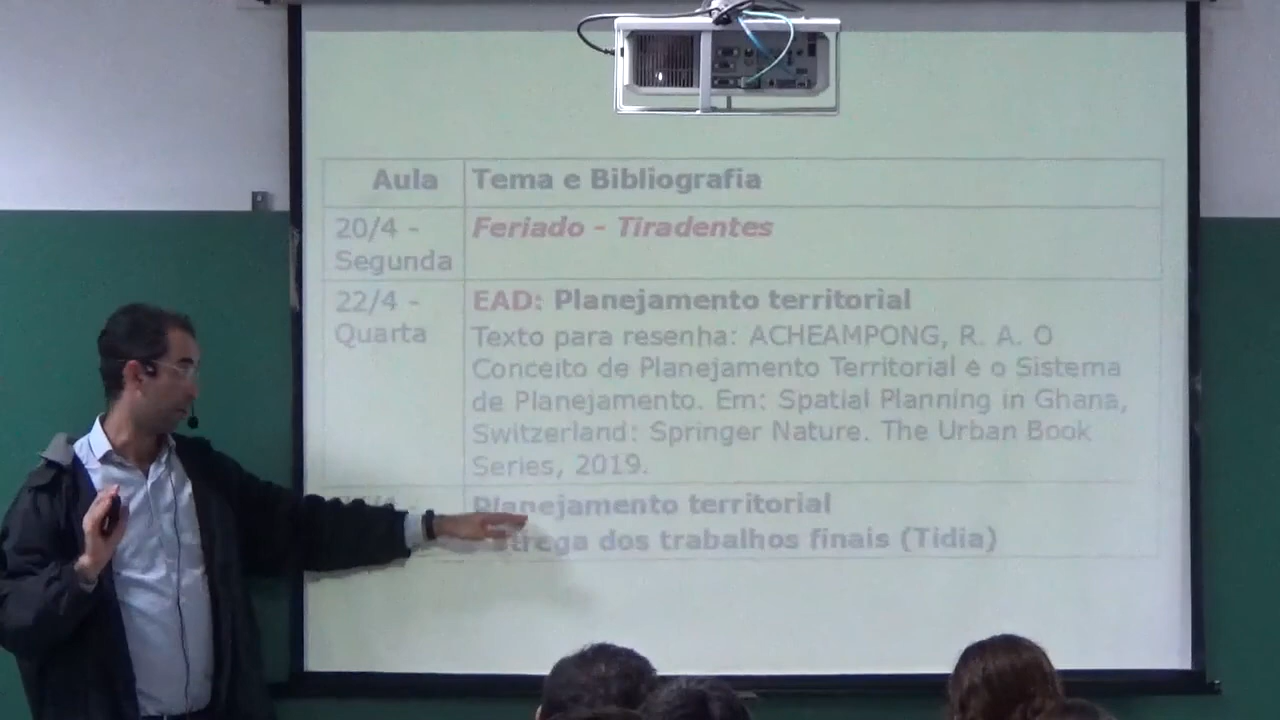 Aula Tema e Bibliografia
20/4 - Feriado - Tiradentes
Segunda
22/4 - EAD: Planejamento territorial
Quarta Texto para resenha: ACHEAMPONG, R. A. O
Conceito de Planejamento Territorial e o Sistema
de Planejamento. Em: Spatial Planning in Ghana,
Switzerland: Springer Nature. The Urban Book
Series, 2019.
Planejamento territorial
dos trabalhos finais (Tidia)